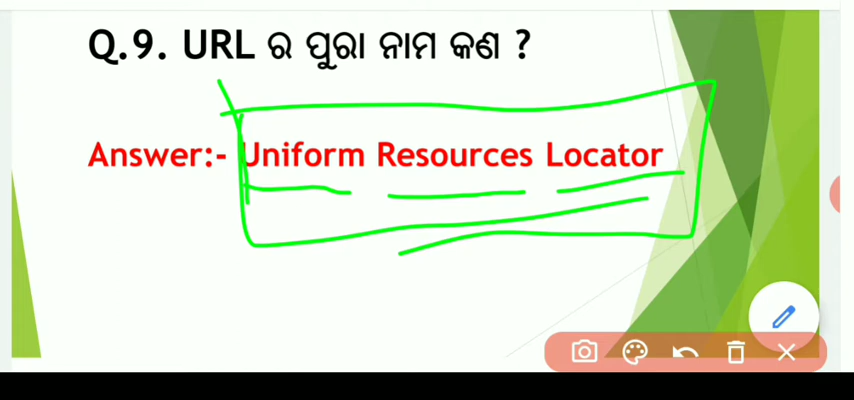 Q.9. URL ର ପୁରା ନାମ କଣ ?
Answer:- Uniform Resources Locator